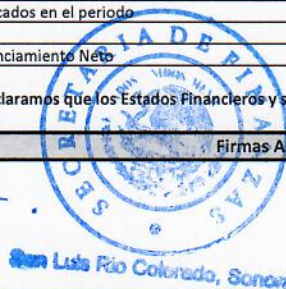 cados en el periodo
nciamiento Neto
claramos que los Estados Financieros y s
Firmas A
SECRETARIA DE FINANZAS
San Luis Rio Colorado, Sonora